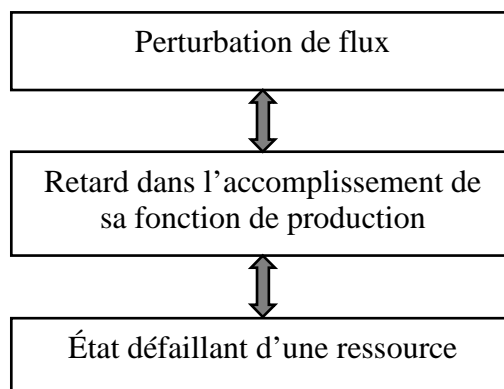 Perturbation de flux
Retard dans l’accomplissement de
sa fonction de production
État défaillant d’une ressource